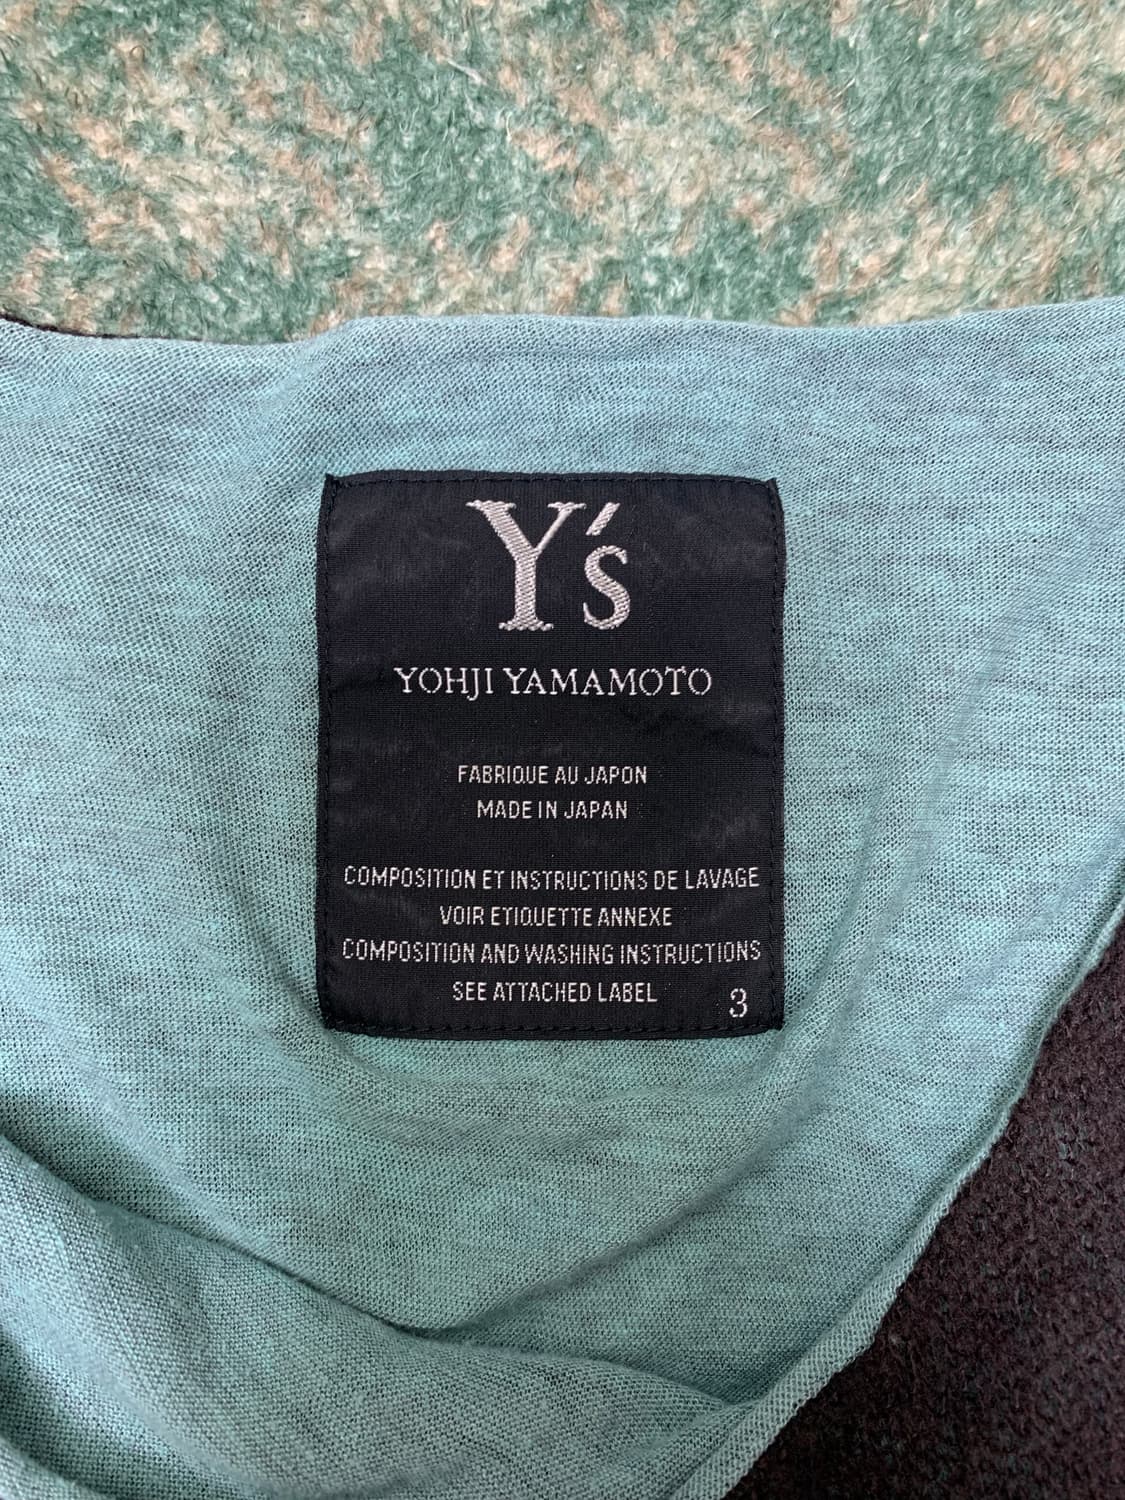 Y's
YOHJI YAMAMOTO
FABRIQUE AU JAPON
MADE IN JAPAN
COMPOSITION ET INSTRUCTIONS DE LAVAGE
VOIR ETIQUETTE ANNEXE
COMPOSITION AND WASHING INSTRUCTIONS
SEE ATTACHED LABEL
3